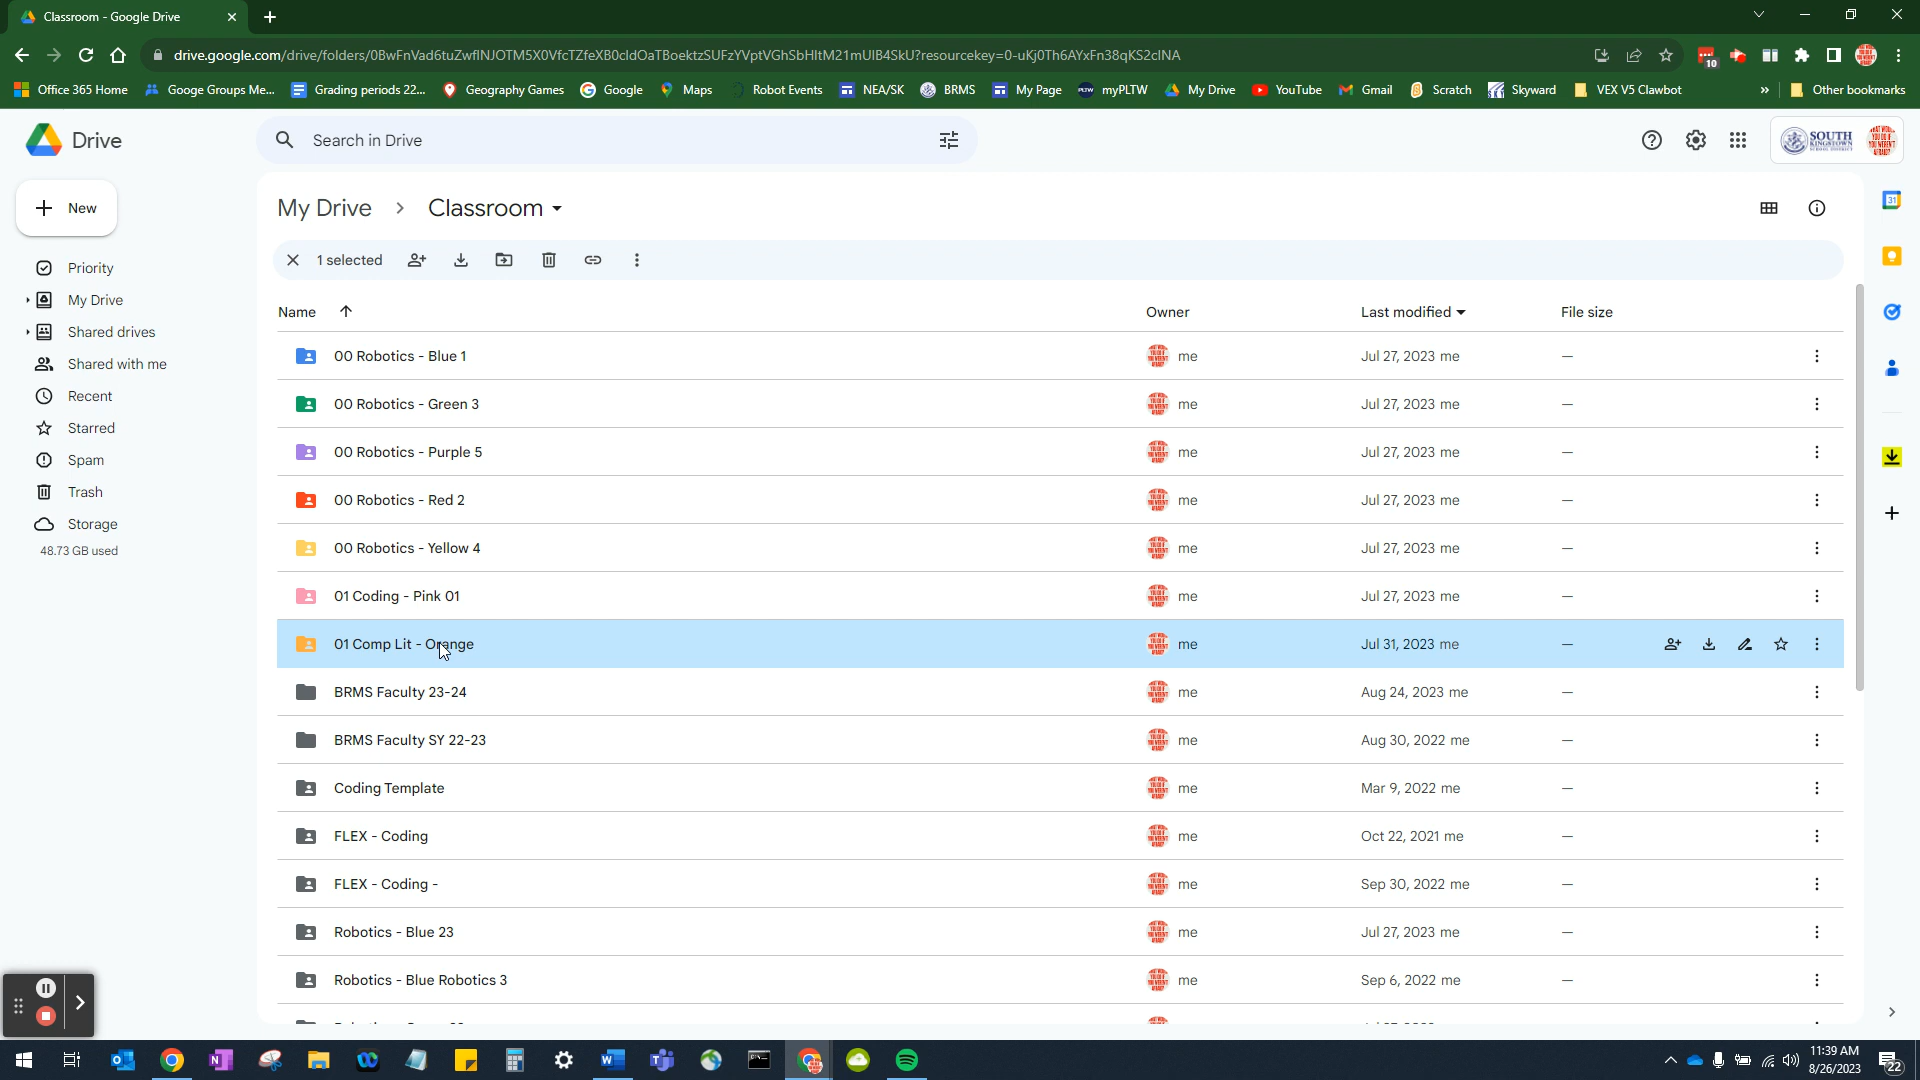 Classroom - Google Drive
drive.google.com/drive/folders/0BwFnVad6tuZwflNJOTM5X0VfcTZfeXB0cldOaTBoektzSUFzYVptVGhSbHltM21mUlB4SkU?resourcekey=0-uKj0Th6AYxFn38qKS2clNA
10
Office 365 Home
Googe Groups Me...
Grading periods 22...
Geography Games
Google
Maps
Robot Events
NEA/SK
BRMS
My Page
myPLTW
My Drive
YouTube
Gmail
Scratch
Skyward
VEX V5 Clawbot
»
Other bookmarks
Drive
Search in Drive
SOUTH
KINGSTOWN
New
My Drive > Classroom
1 selected
Priority
My Drive
Shared drives
Shared with me
Recent
Starred
Spam
Trash
Storage
48.73 GB used
Name Owner Last modified File size
00 Robotics - Blue 1 me Jul 27, 2023 me —
00 Robotics - Green 3 me Jul 27, 2023 me —
00 Robotics - Purple 5 me Jul 27, 2023 me —
00 Robotics - Red 2 me Jul 27, 2023 me —
00 Robotics - Yellow 4 me Jul 27, 2023 me —
01 Coding - Pink 01 me Jul 27, 2023 me —
01 Comp Lit - Orange me Jul 31, 2023 me —
BRMS Faculty 23-24 me Aug 24, 2023 me —
BRMS Faculty SY 22-23 me Aug 30, 2022 me —
Coding Template me Mar 9, 2022 me —
FLEX - Coding me Oct 22, 2021 me —
FLEX - Coding - me Sep 30, 2022 me —
Robotics - Blue 23 me Jul 27, 2023 me —
Robotics - Blue Robotics 3 me Sep 6, 2022 me —
31
11:39 AM
8/26/2023
22